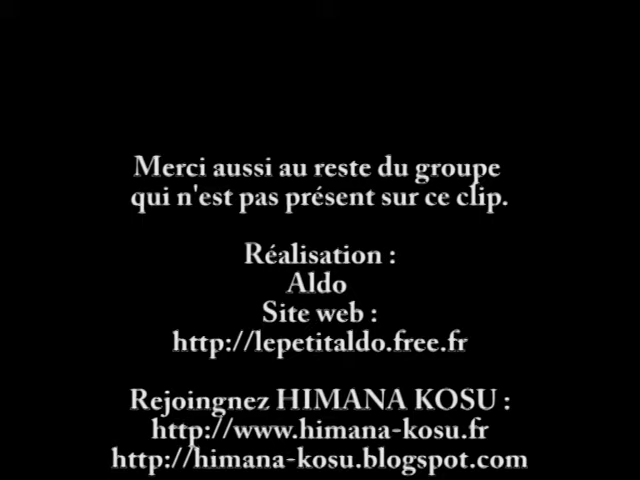 Merci aussi au reste du groupe
qui n'est pas présent sur ce clip.
Réalisation :
Aldo
Site web :
http://lepetitaldo.free.fr
Rejoingnez HIMANA KOSU :
http://www.himana-kosu.fr
http://himana-kosu.blogspot.com